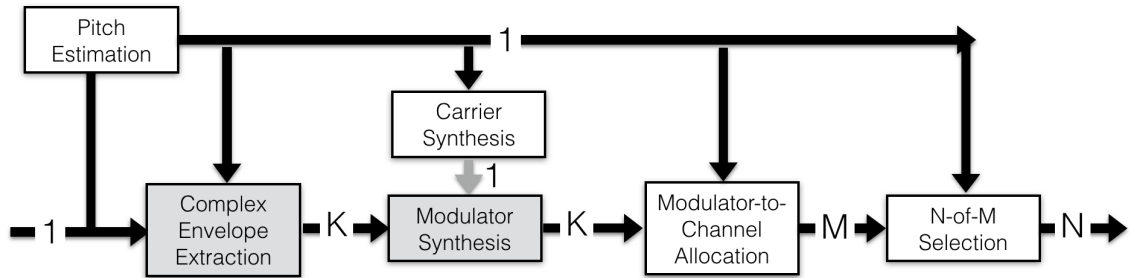 Pitch
Estimation
1
Carrier
Synthesis
1
1
Complex
Envelope
Extraction
K
Modulator
Synthesis
K
Modulator-to-
Channel
Allocation
M
N-of-M
Selection
N